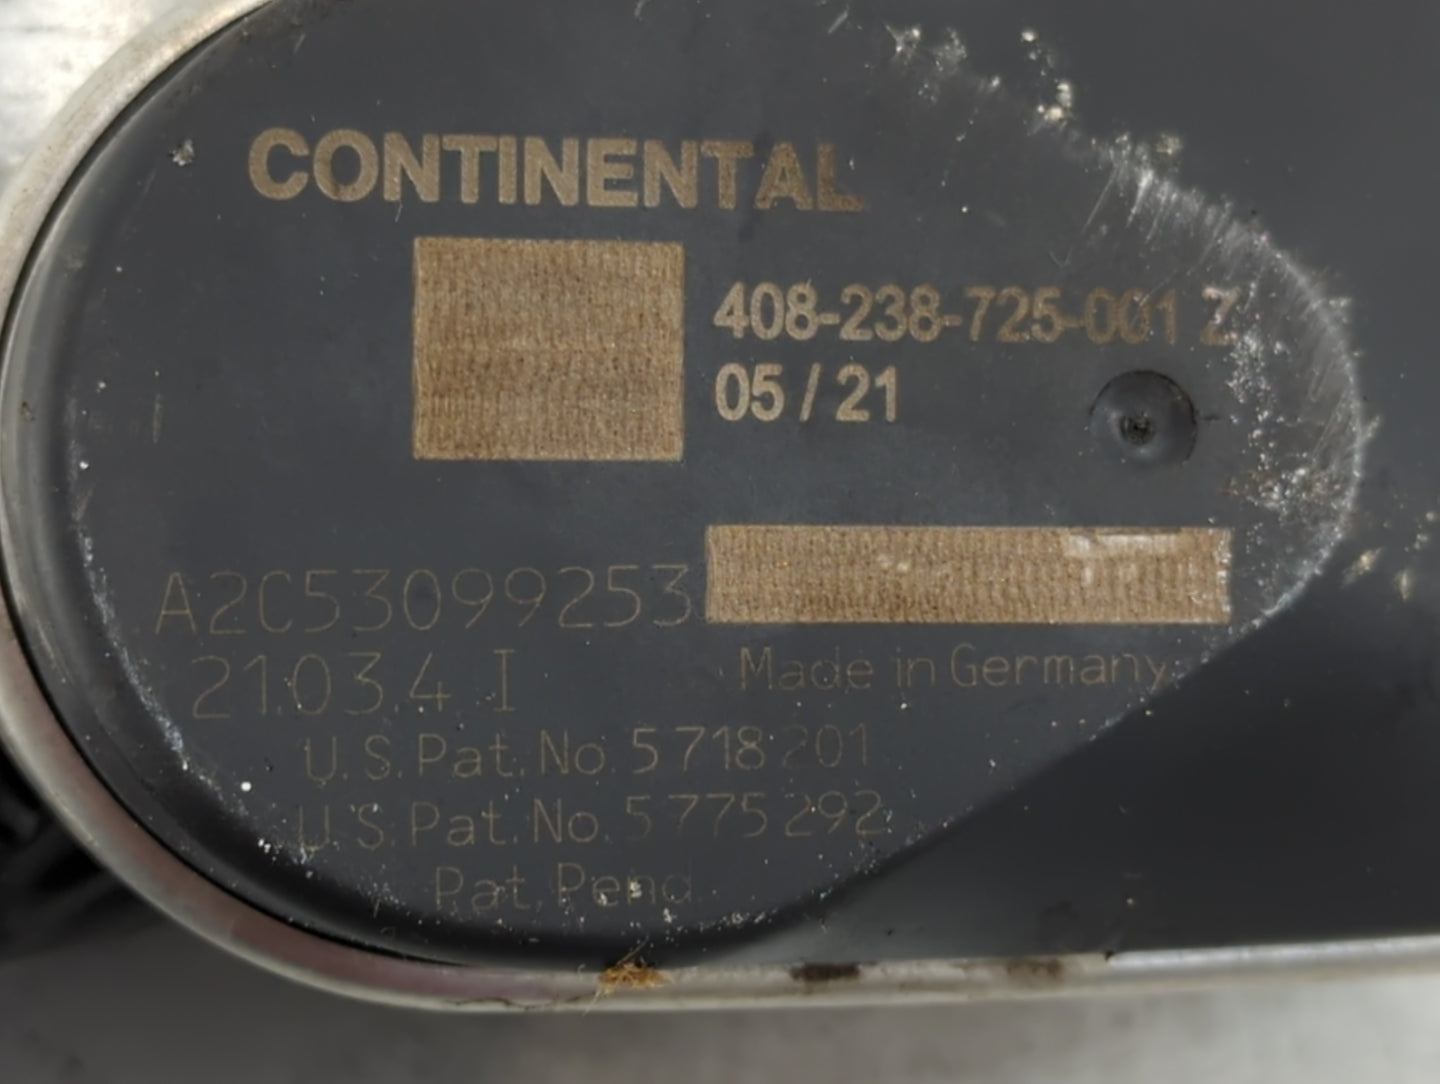 CONTINENTAL
408-238-725-001 Z
05 / 21
A2C53099253
21.03.4 I
Made in Germany
U.S. Pat. No. 5 718 201
U.S. Pat. No. 5 775 292
Pat. Pend